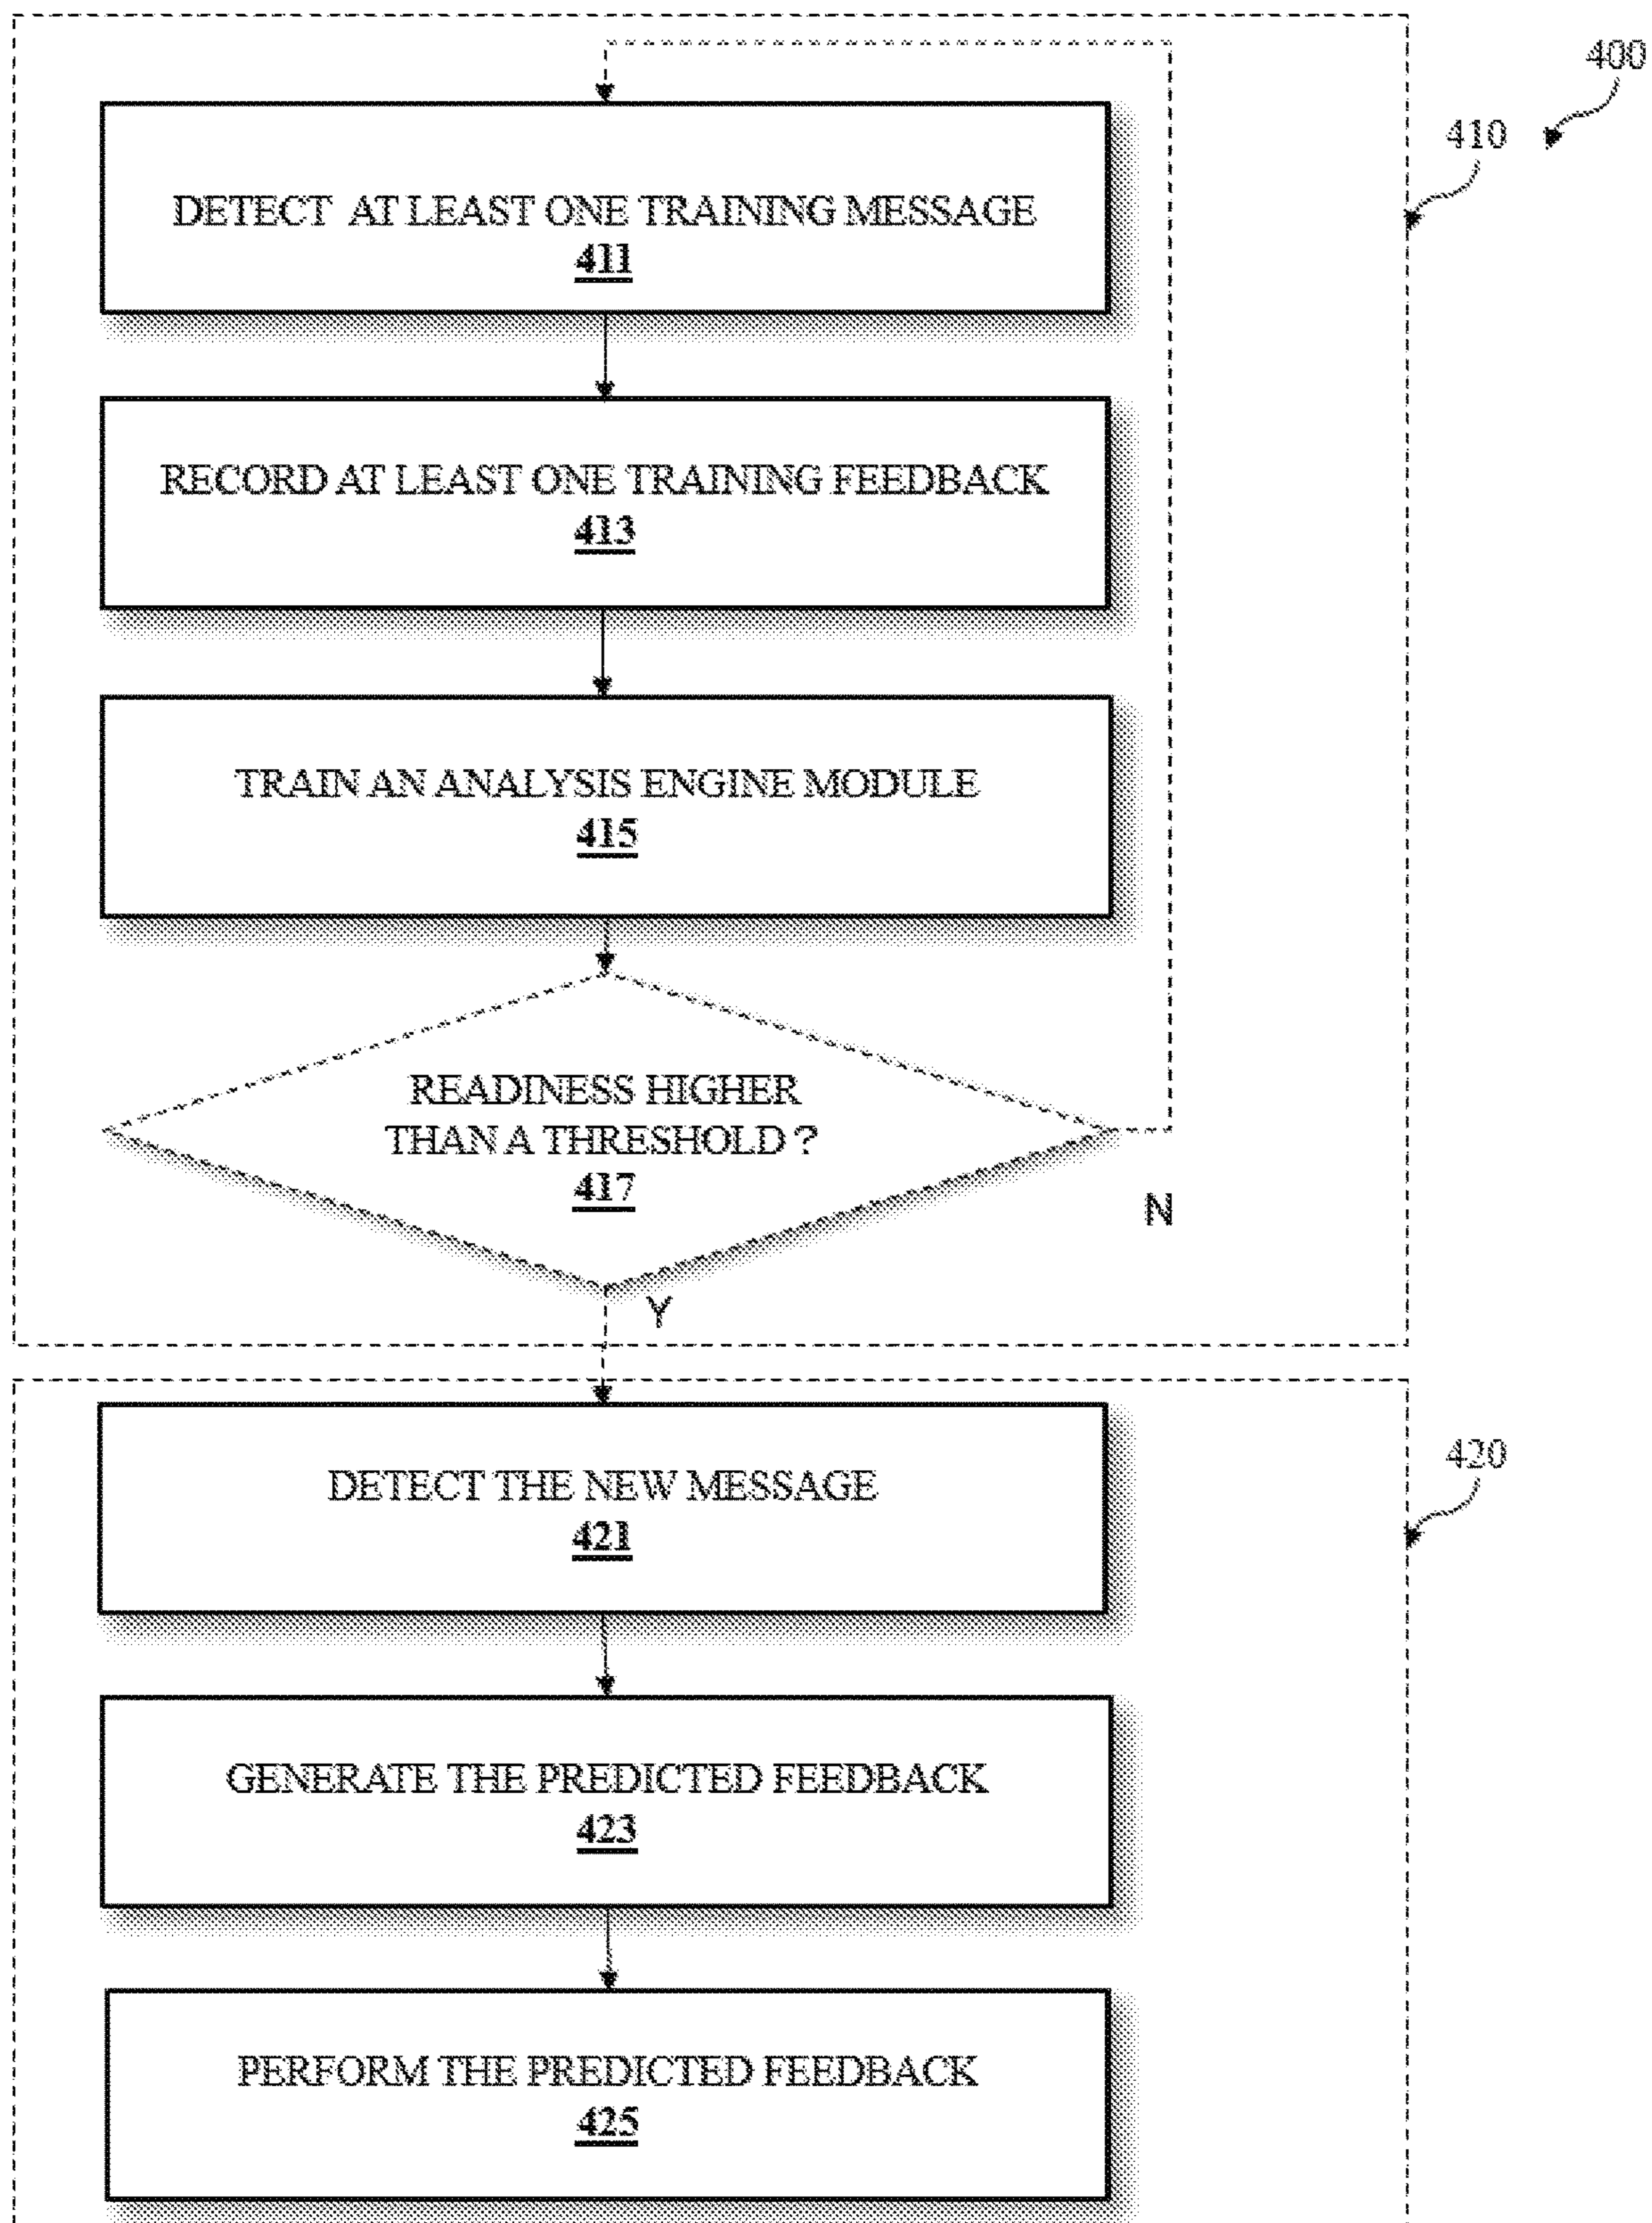 400
410
DETECT AT LEAST ONE TRAINING MESSAGE
411
RECORD AT LEAST ONE TRAINING FEEDBACK
413
TRAIN AN ANALYSIS ENGINE MODULE
415
READINESS HIGHER
THAN A THRESHOLD ?
417
N
Y
420
DETECT THE NEW MESSAGE
421
GENERATE THE PREDICTED FEEDBACK
423
PERFORM THE PREDICTED FEEDBACK
425